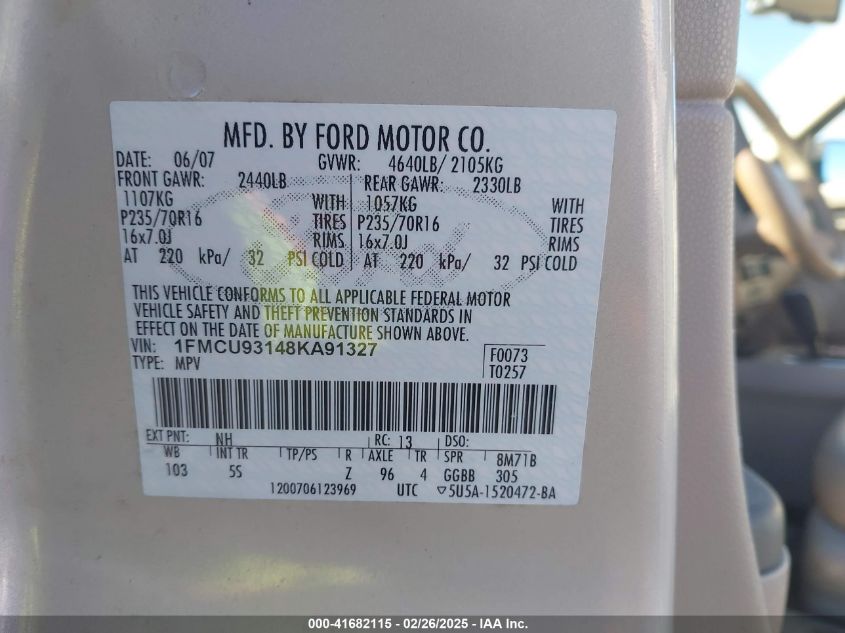 MFD. BY FORD MOTOR CO.
DATE: 06/07 GVWR: 4640LB/ 2105KG
FRONT GAWR: 2440LB REAR GAWR: 2330LB
1107KG WITH 1057KG WITH
P235/70R16 TIRES P235/70R16 TIRES
16x7.0J RIMS 16x7.0J RIMS
AT 220 kPa/ 32 PSI COLD AT 220 kPa/ 32 PSI COLD
THIS VEHICLE CONFORMS TO ALL APPLICABLE FEDERAL MOTOR
VEHICLE SAFETY AND THEFT PREVENTION STANDARDS IN
EFFECT ON THE DATE OF MANUFACTURE SHOWN ABOVE.
VIN: 1FMCU93148KA91327 F0073
TYPE: MPV T0257
EXT PNT: NH RC: 13 DSO:
WB INT TR TP/PS R AXLE TR SPR 8M71B
103 5S Z 96 4 GGBB 305
1200706123969 UTC ▽5U5A-1520472-BA
000-41682115 - 02/26/2025 - IAA Inc.